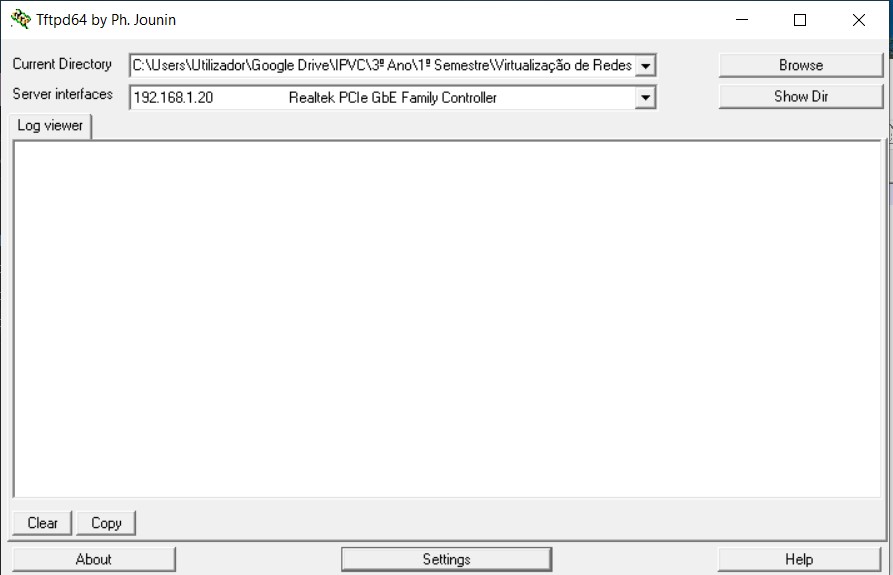 Tftpd64 by Ph. Jounin
Current Directory C:\Users\Utilizador\Google Drive\IPVC\3º Ano\1º Semestre\Virtualização de Redes Browse
Server interfaces 192.168.1.20 Realtek PCIe GbE Family Controller Show Dir
Log viewer
Clear Copy
About Settings Help